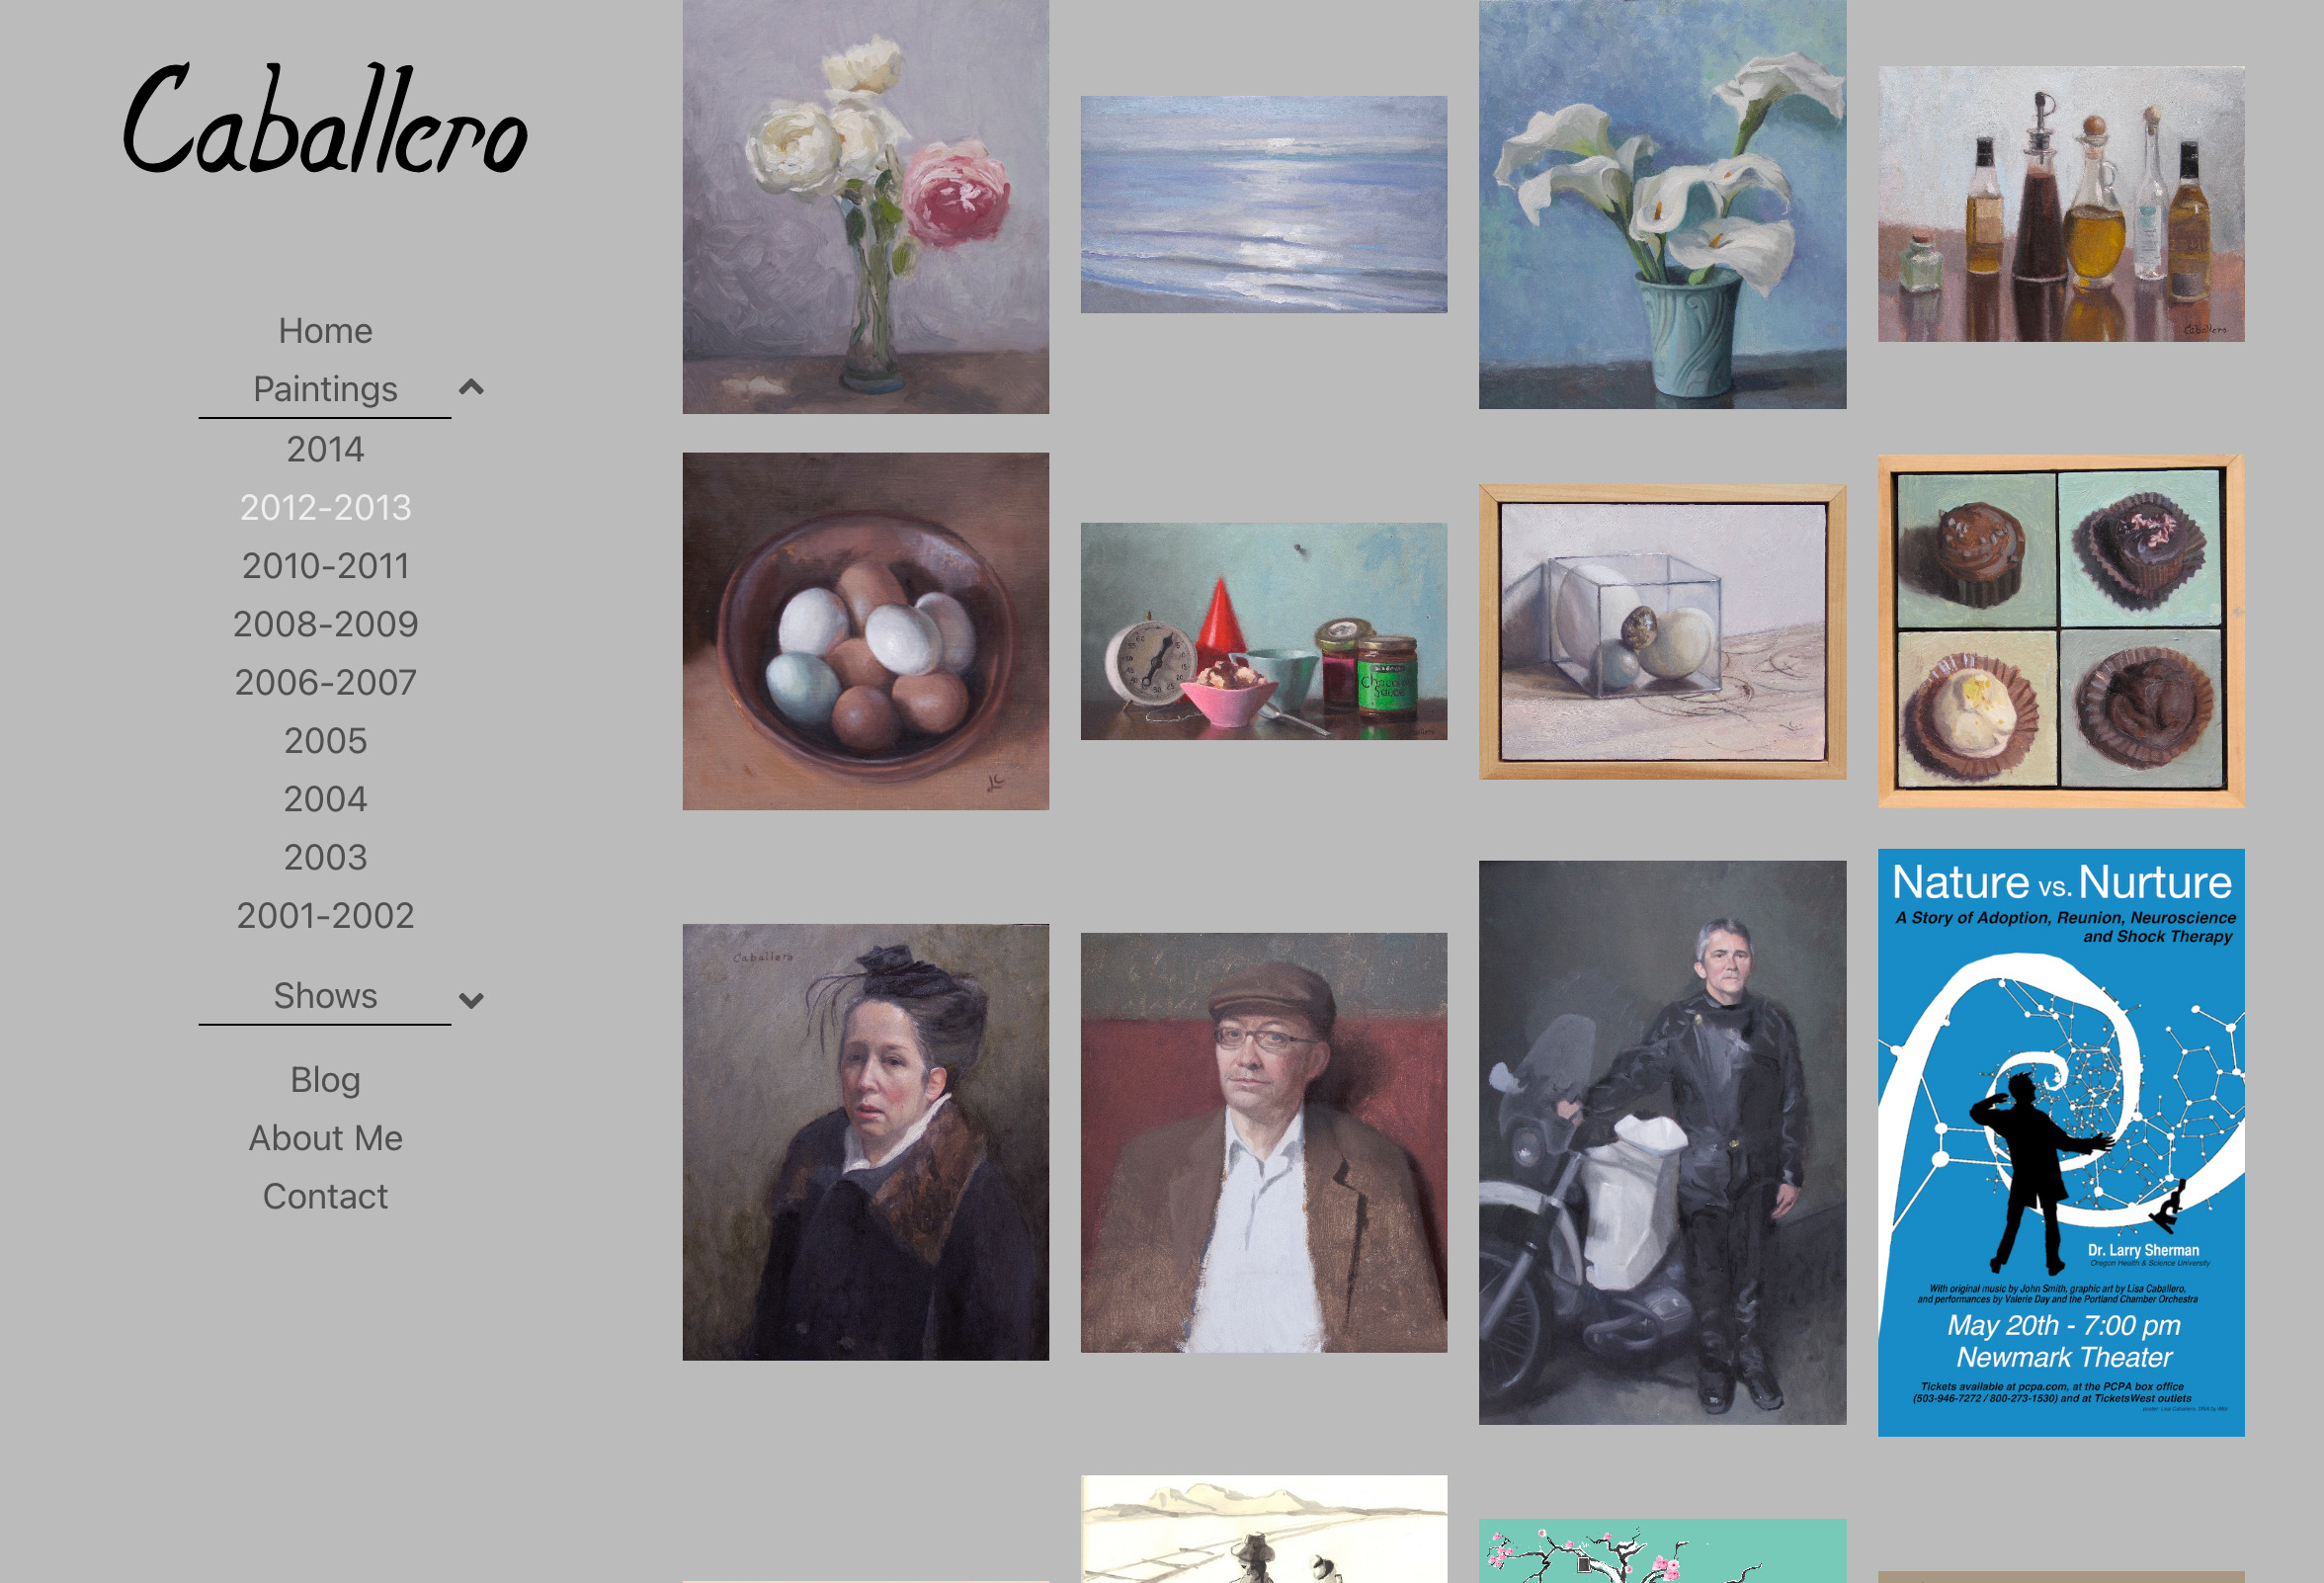 Caballero
Home
Paintings
2014
2012-2013
2010-2011
2008-2009
2006-2007
2005
2004
2003
2001-2002
Shows
Blog
About Me
Contact
Caballero
LC
Chocolate
Sauce
Caballero
Nature vs. Nurture
A Story of Adoption, Reunion, Neuroscience
and Shock Therapy
Dr. Larry Sherman
Oregon Health & Science University
With original music by John Smith, graphic art by Lisa Caballero,
and performances by Valerie Day and the Portland Chamber Orchestra
May 20th - 7:00 pm
Newmark Theater
Tickets available at pcpa.com, at the PCPA box office
(503-946-7272 / 800-273-1530) and at TicketsWest outlets